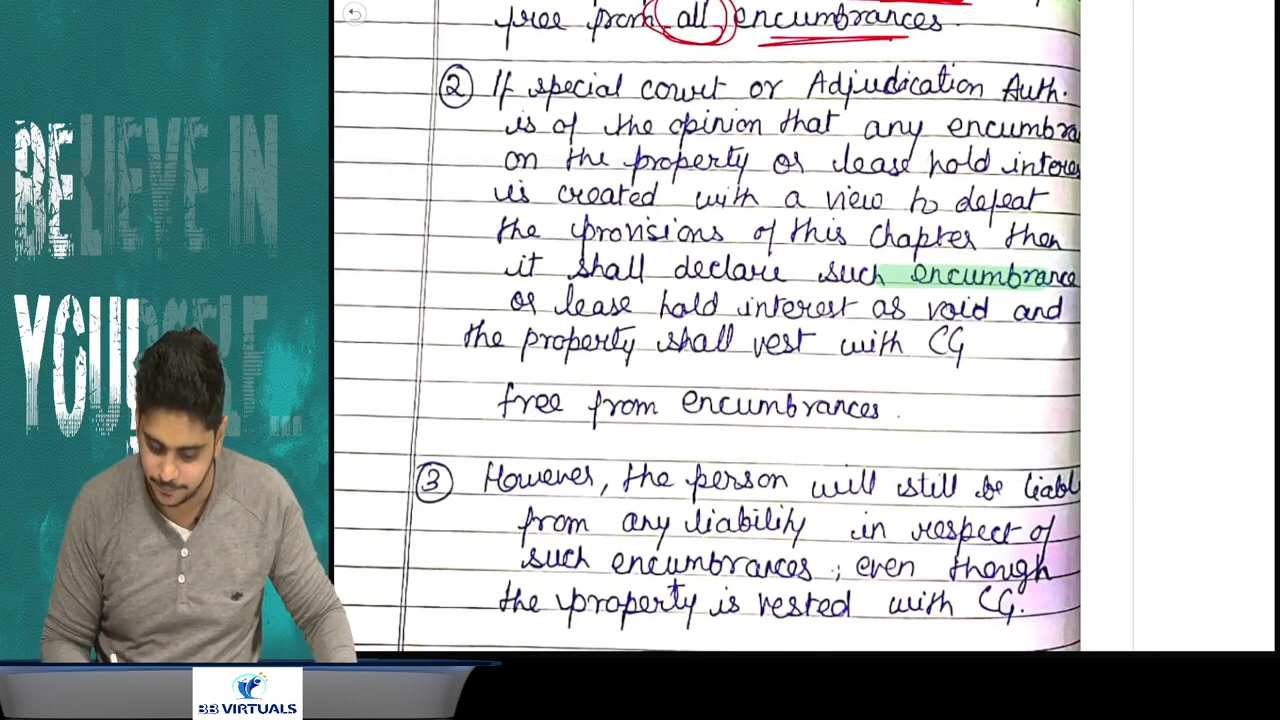 BELIEVE IN
YOURSELF...
free from all encumbrances.
② If special court or Adjudication Auth.
is of the opinion that any encumbra
on the property or lease hold interes
is created with a view to defeat
the provisions of this chapter then
it shall declare such encumbrance
or lease hold interest as void and
the property shall vest with CG
free from encumbrances.
③ However, the person will still be liabl
from any liability in respect of
such encumbrances; even though
the property is vested with CG.
BB VIRTUALS